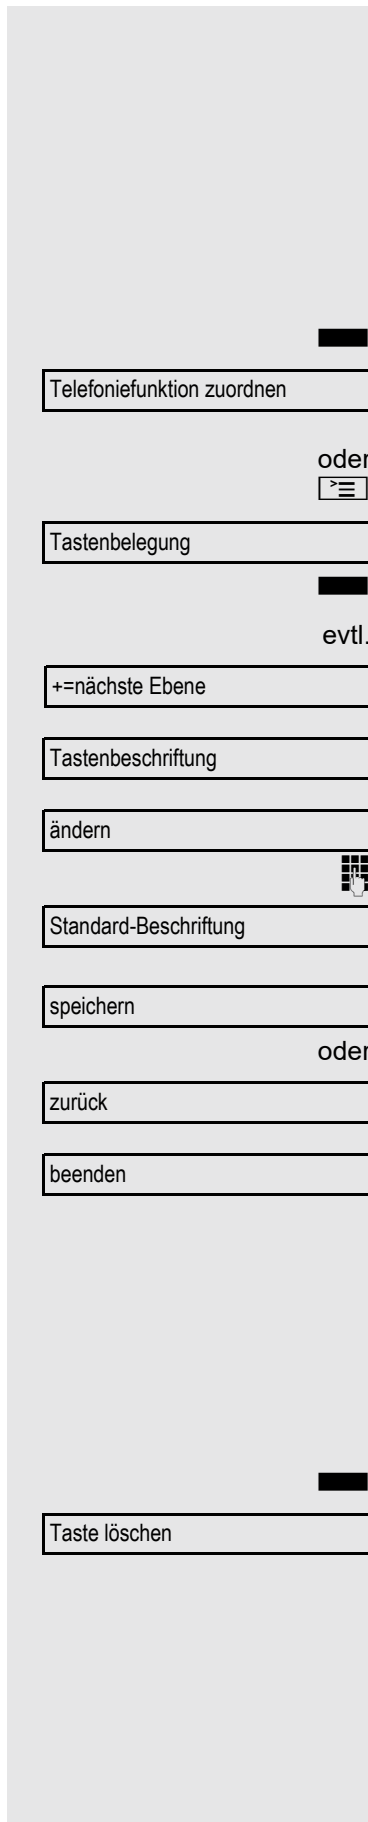 Telefoniefunktion zuordnen
oder
Tastenbelegung
evtl.
+=nächste Ebene
Tastenbeschriftung
ändern
Standard-Beschriftung
speichern
oder
zurück
beenden
Taste löschen